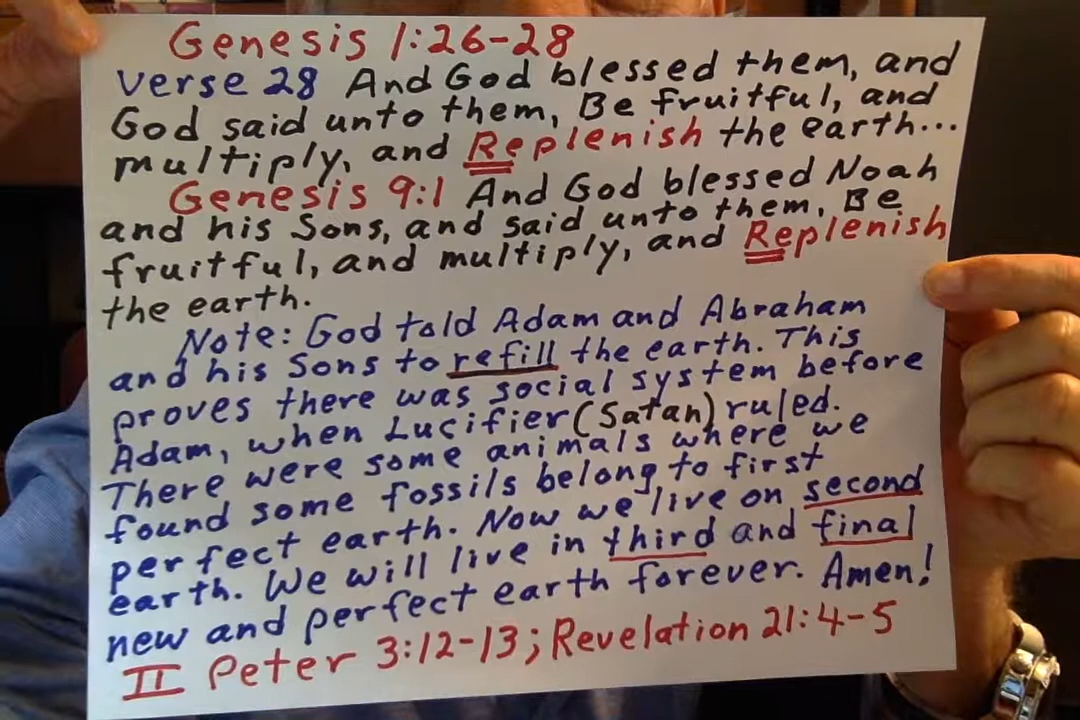 Genesis 1:26-28
Verse 28 And God blessed them, and
God said unto them, Be fruitful, and
multiply, and Replenish the earth...
Genesis 9:1 And God blessed Noah
and his Sons, and said unto them, Be
fruitful, and multiply, and Replenish
the earth.
Note: God told Adam and Abraham
and his Sons to refill the earth. This
proves there was social system before
Adam, when Lucifier (Satan) ruled.
There were some animals where we
found some fossils belong to first
perfect earth. Now we live on second
earth. We will live in third and final
new and perfect earth forever. Amen!
II Peter 3:12-13; Revelation 21:4-5